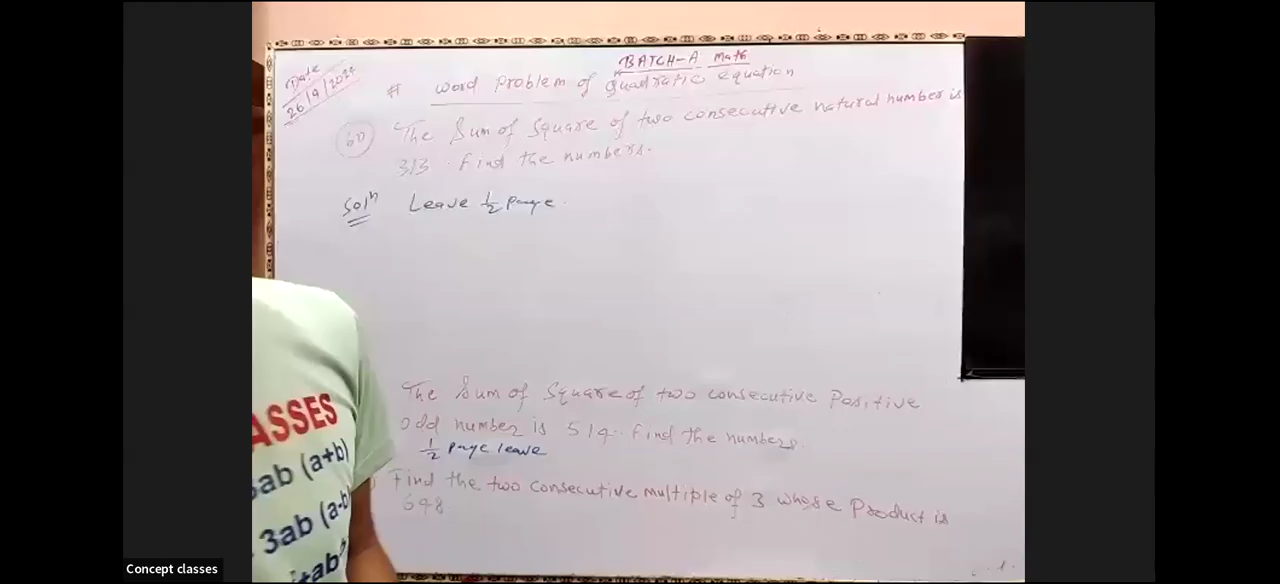 BATCH-A Math
Date
26/9/2024
# word problem of quadratic equation
60 The Sum of Square of two consecutive natural number is
313. Find the numbers.
Solⁿ Leave 1/2 page.
The Sum of Square of two consecutive Positive
odd number is 514. Find the numbers.
1/2 page leave
Find the two consecutive multiple of 3 whose Product is
648
ASSES
3ab (a+b)
3ab (a-b
+ab
Concept classes